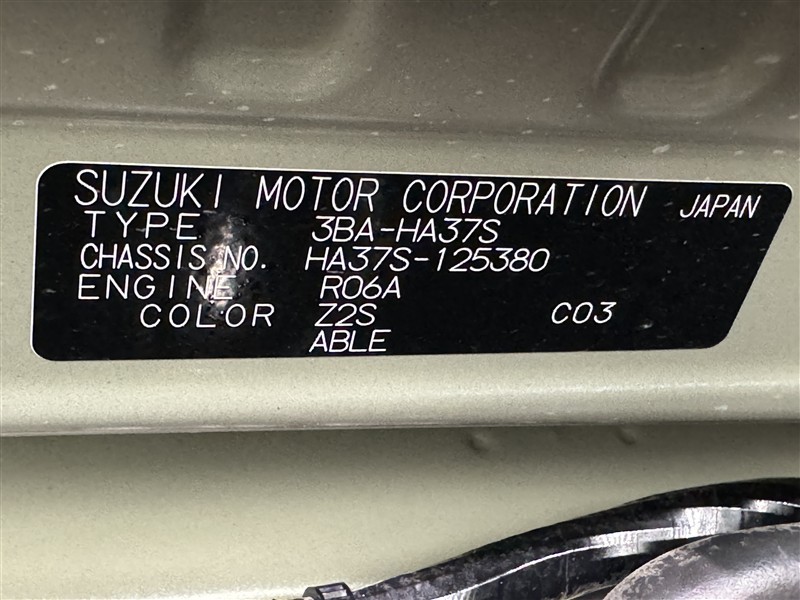 SUZUKI MOTOR CORPORATION JAPAN
TYPE 3BA-HA37S
CHASSIS NO. HA37S-125380
ENGINE R06A
COLOR Z2S C03
ABLE